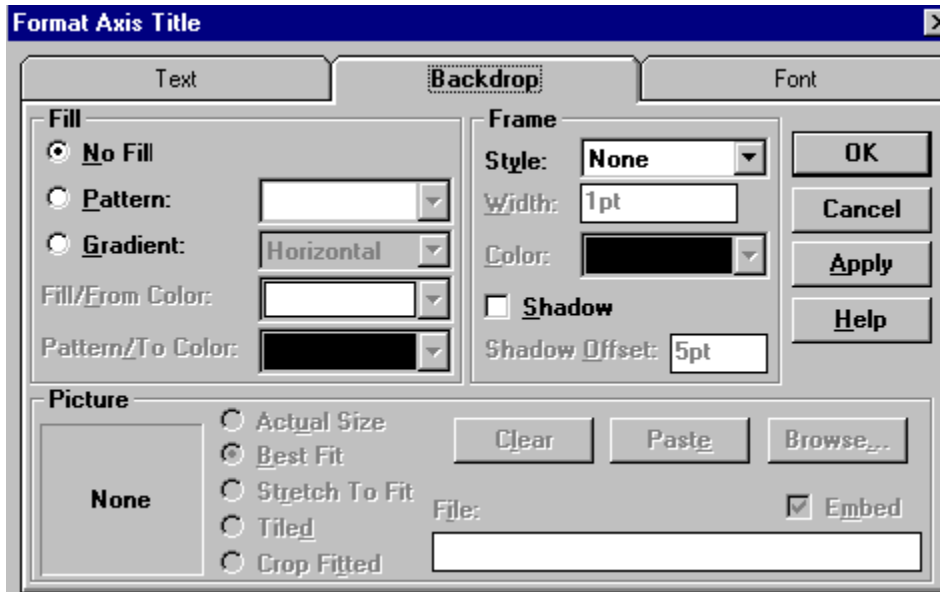 Format Axis Title
Text Backdrop Font
Fill
No Fill
Pattern:
Gradient: Horizontal
Fill/From Color:
Pattern/To Color:
Frame
Style: None
Width: 1pt
Color:
Shadow
Shadow Offset: 5pt
OK
Cancel
Apply
Help
Picture
None
Actual Size
Best Fit
Stretch To Fit
Tiled
Crop Fitted
Clear Paste Browse...
File: Embed